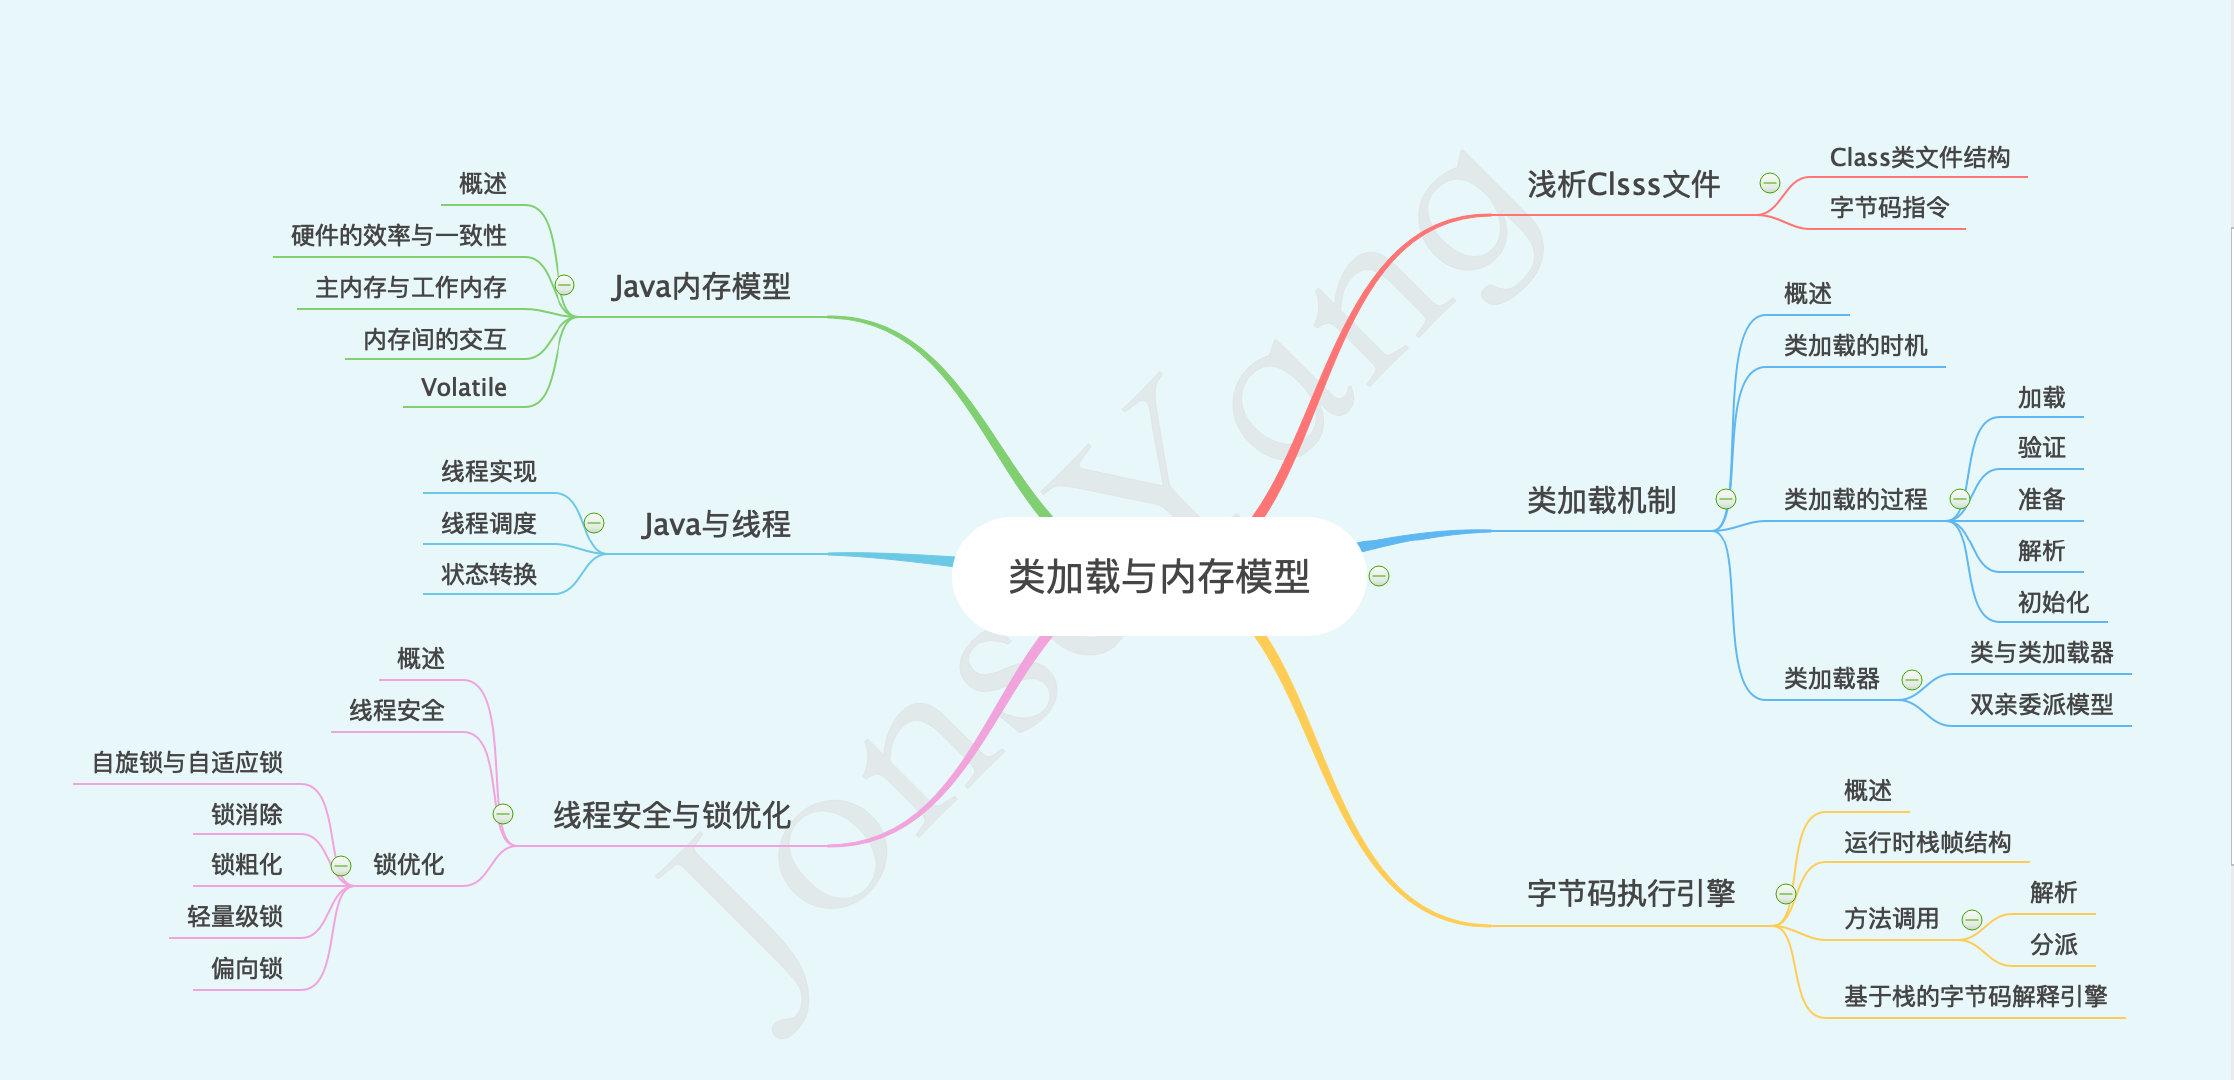 类加载与内存模型
浅析Clsss文件
Class类文件结构
字节码指令
类加载机制
概述
类加载的时机
类加载的过程
加载
验证
准备
解析
初始化
类加载器
类与类加载器
双亲委派模型
字节码执行引擎
概述
运行时栈帧结构
方法调用
解析
分派
基于栈的字节码解释引擎
Java内存模型
概述
硬件的效率与一致性
主内存与工作内存
内存间的交互
Volatile
Java与线程
线程实现
线程调度
状态转换
线程安全与锁优化
概述
线程安全
锁优化
自旋锁与自适应锁
锁消除
锁粗化
轻量级锁
偏向锁